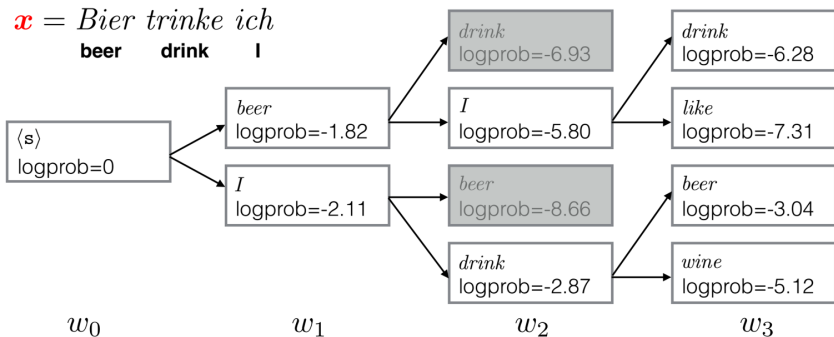 x = Bier trinke ich
beer drink I
⟨s⟩
logprob=0
beer
logprob=-1.82
I
logprob=-2.11
drink
logprob=-6.93
I
logprob=-5.80
beer
logprob=-8.66
drink
logprob=-2.87
drink
logprob=-6.28
like
logprob=-7.31
beer
logprob=-3.04
wine
logprob=-5.12
w₀ w₁ w₂ w₃